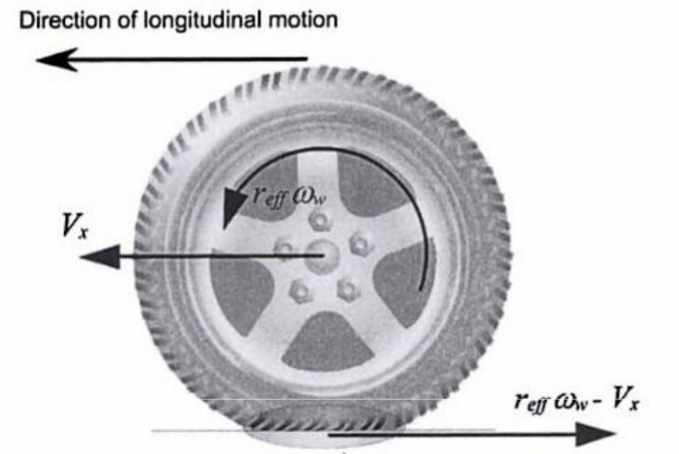 Direction of longitudinal motion
r_eff ω_w
V_x
r_eff ω_w - V_x